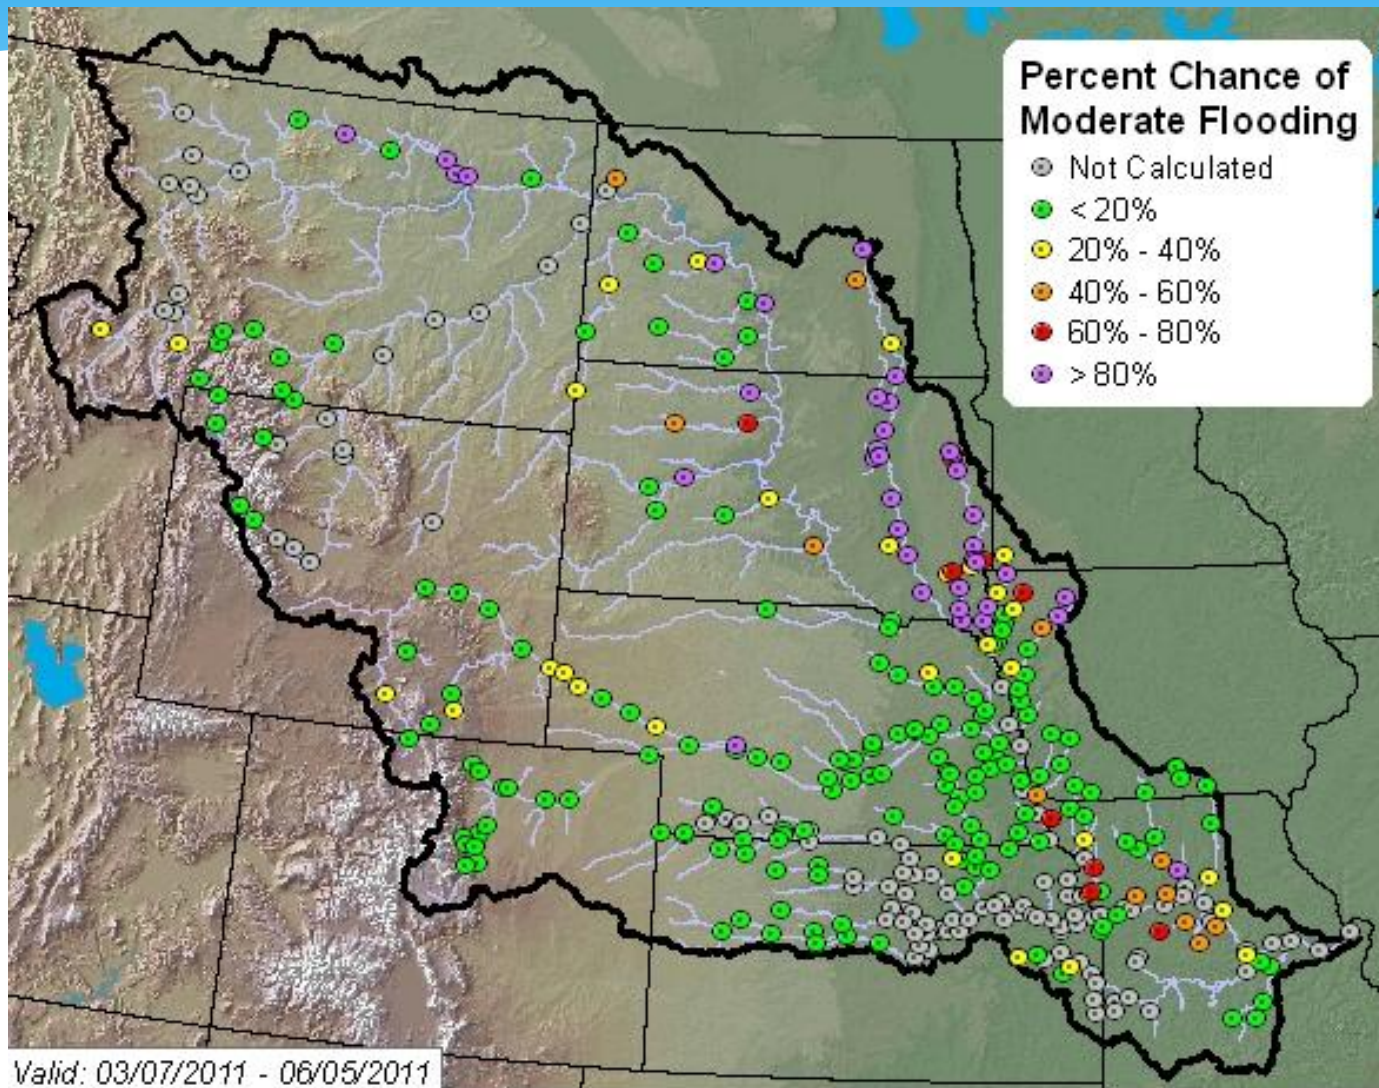 Percent Chance of
Moderate Flooding
Not Calculated
< 20%
20% - 40%
40% - 60%
60% - 80%
> 80%
Valid: 03/07/2011 - 06/05/2011